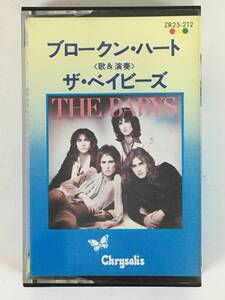 ZR25-212
ブロークン・ハート
〈歌＆演奏〉
ザ・ベイビーズ
THE BABYS
Chrysalis